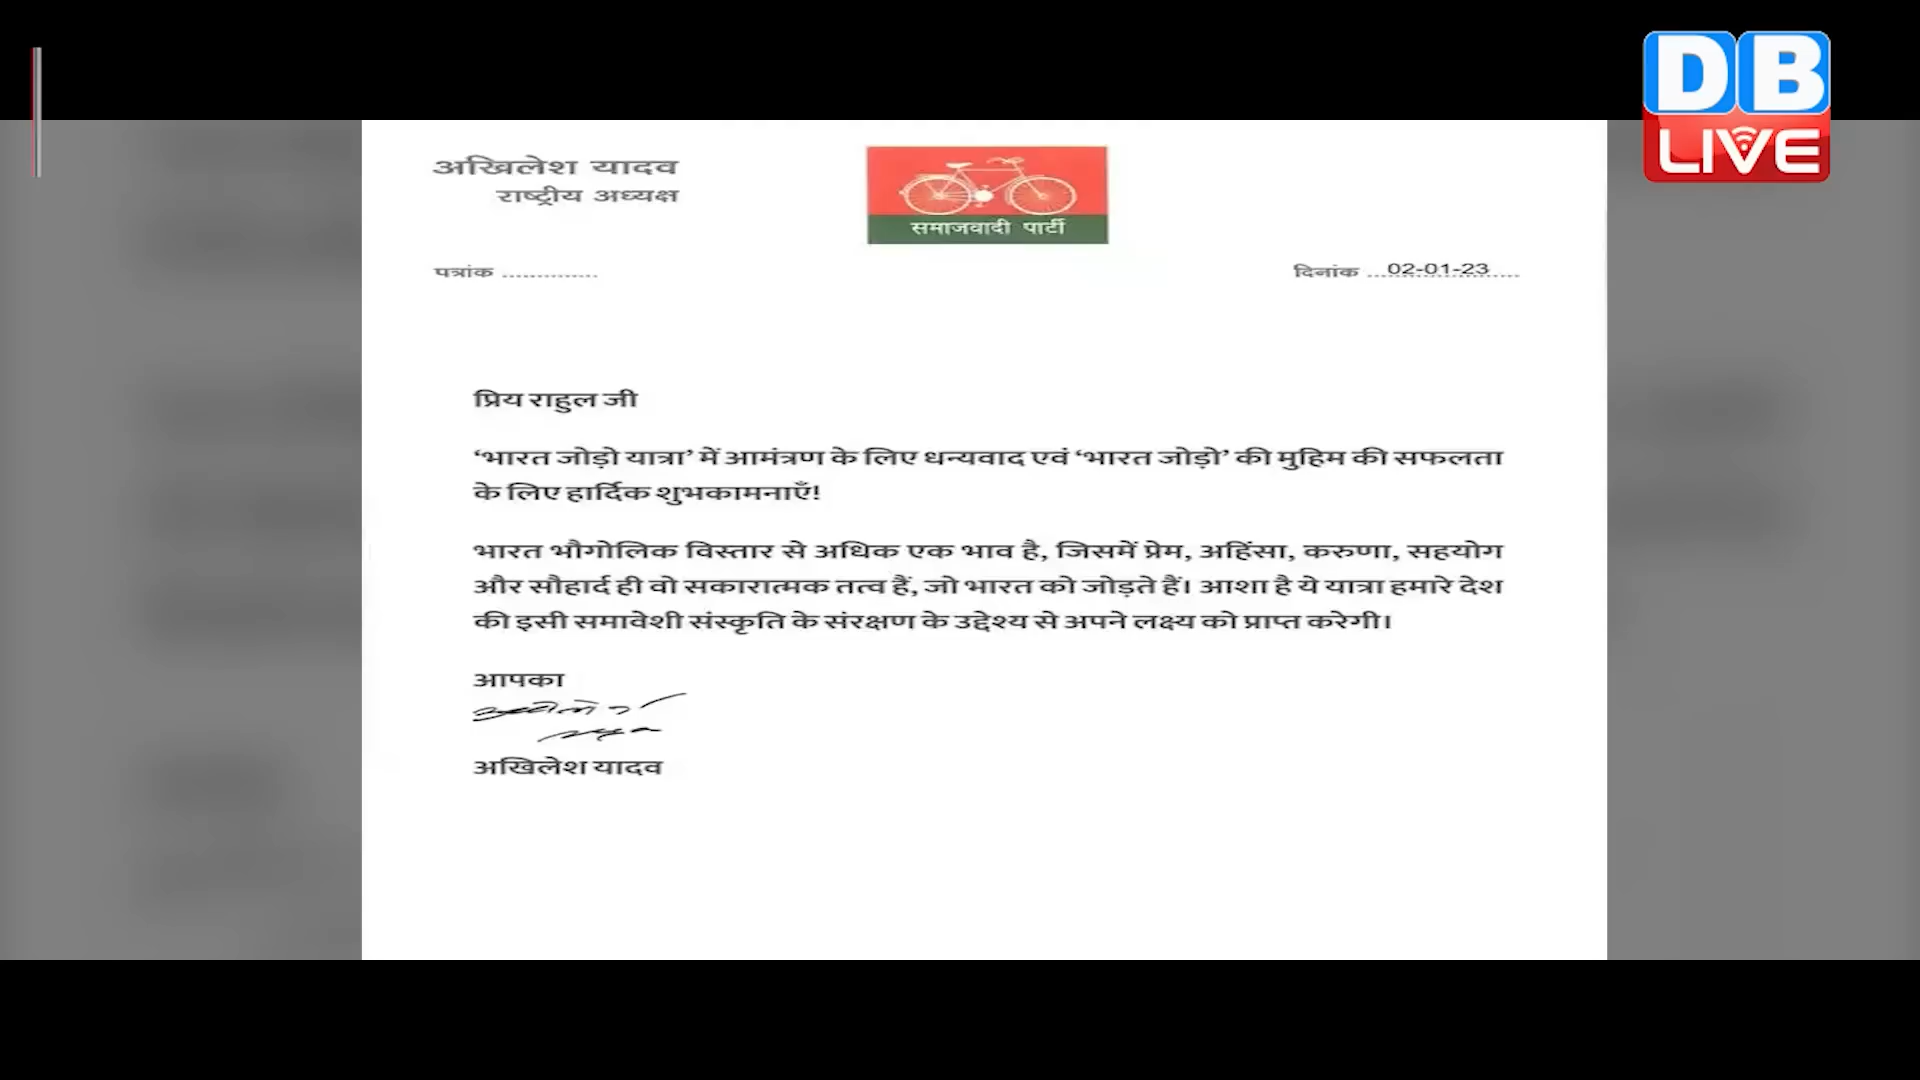 DB
LIVE
अखिलेश यादव
राष्ट्रीय अध्यक्ष
समाजवादी पार्टी
पत्रांक ..............
दिनांक 02-01-23
प्रिय राहुल जी
‘भारत जोड़ो यात्रा’ में आमंत्रण के लिए धन्यवाद एवं ‘भारत जोड़ो’ की मुहिम की सफलता
के लिए हार्दिक शुभकामनाएँ!
भारत भौगोलिक विस्तार से अधिक एक भाव है, जिसमें प्रेम, अहिंसा, करुणा, सहयोग
और सौहार्द ही वो सकारात्मक तत्व हैं, जो भारत को जोड़ते हैं। आशा है ये यात्रा हमारे देश
की इसी समावेशी संस्कृति के संरक्षण के उद्देश्य से अपने लक्ष्य को प्राप्त करेगी।
आपका
अखिलेश यादव